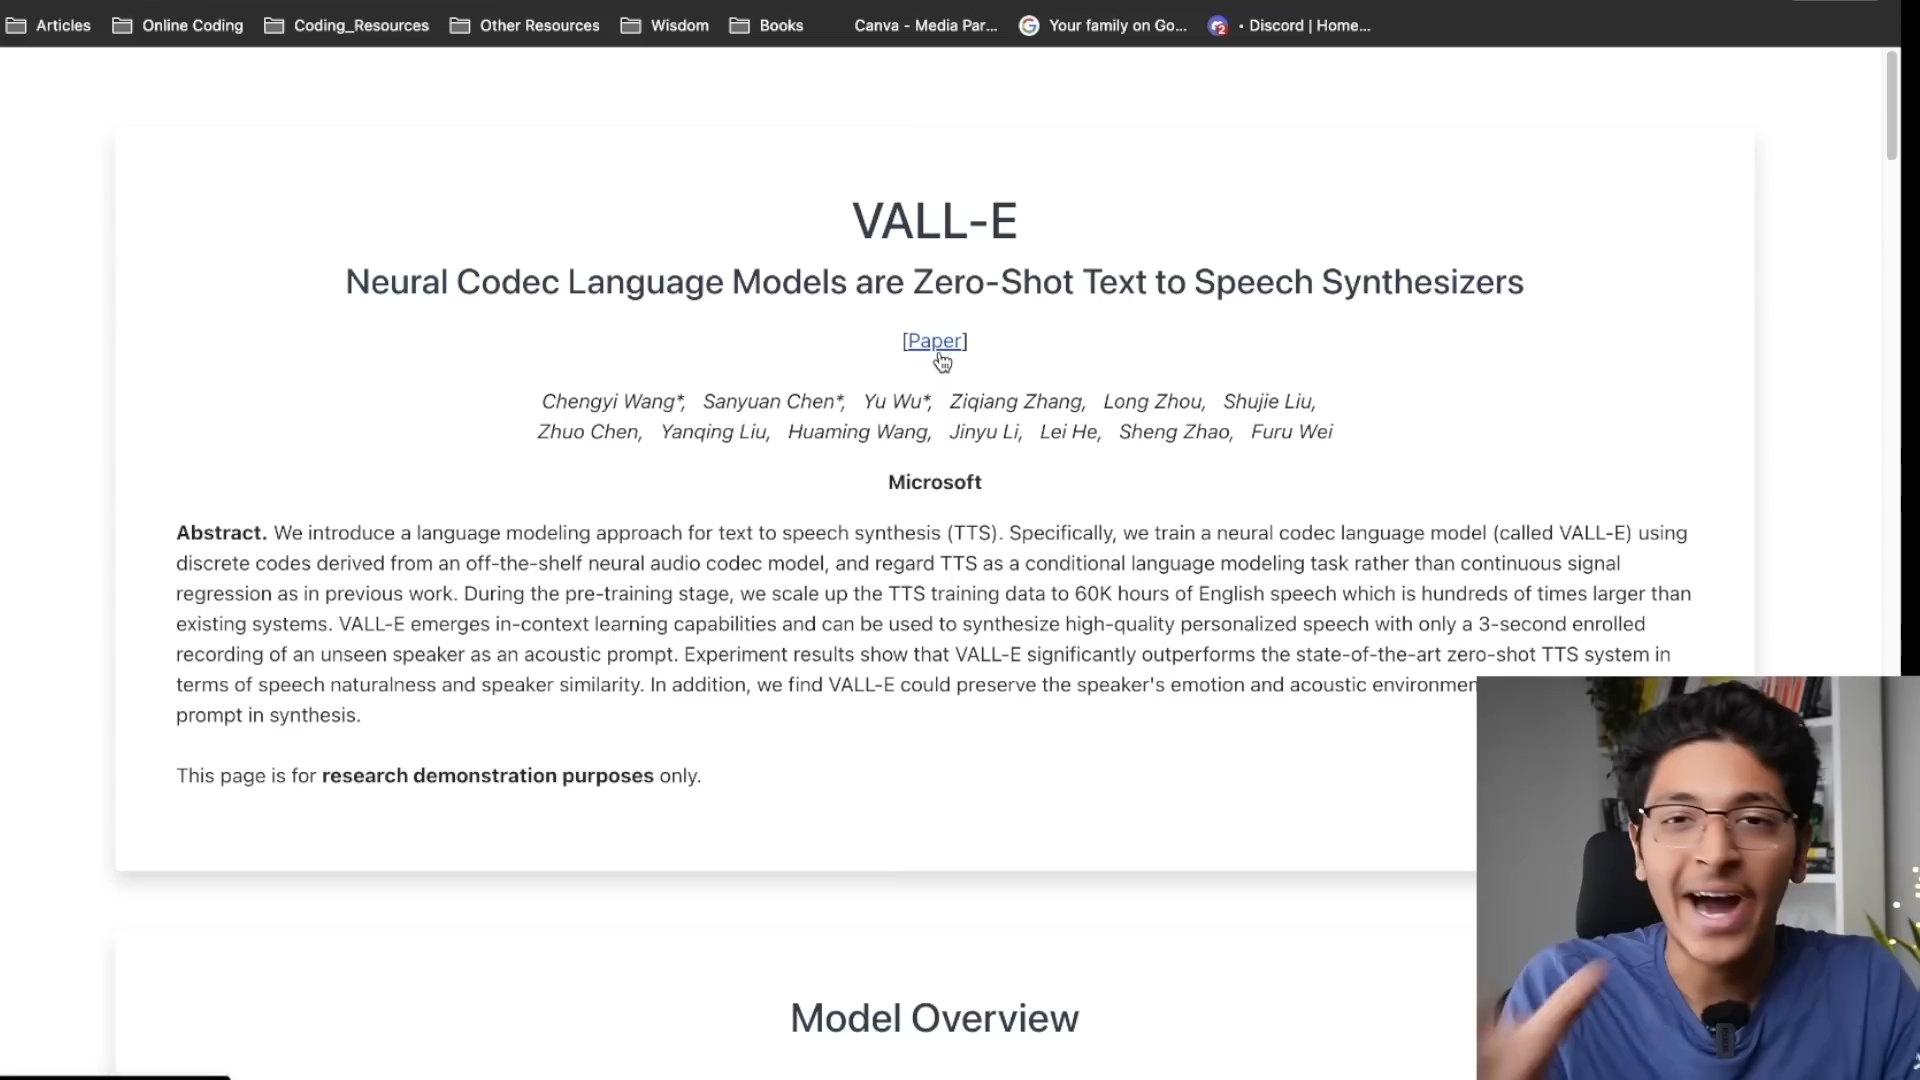 Articles Online Coding Coding_Resources Other Resources Wisdom Books Canva - Media Par... Your family on Go... 2 • Discord | Home...
VALL-E
Neural Codec Language Models are Zero-Shot Text to Speech Synthesizers
[Paper]
Chengyi Wang*, Sanyuan Chen*, Yu Wu*, Ziqiang Zhang, Long Zhou, Shujie Liu,
Zhuo Chen, Yanqing Liu, Huaming Wang, Jinyu Li, Lei He, Sheng Zhao, Furu Wei
Microsoft
Abstract. We introduce a language modeling approach for text to speech synthesis (TTS). Specifically, we train a neural codec language model (called VALL-E) using
discrete codes derived from an off-the-shelf neural audio codec model, and regard TTS as a conditional language modeling task rather than continuous signal
regression as in previous work. During the pre-training stage, we scale up the TTS training data to 60K hours of English speech which is hundreds of times larger than
existing systems. VALL-E emerges in-context learning capabilities and can be used to synthesize high-quality personalized speech with only a 3-second enrolled
recording of an unseen speaker as an acoustic prompt. Experiment results show that VALL-E significantly outperforms the state-of-the-art zero-shot TTS system in
terms of speech naturalness and speaker similarity. In addition, we find VALL-E could preserve the speaker's emotion and acoustic environmen
prompt in synthesis.
This page is for research demonstration purposes only.
Model Overview